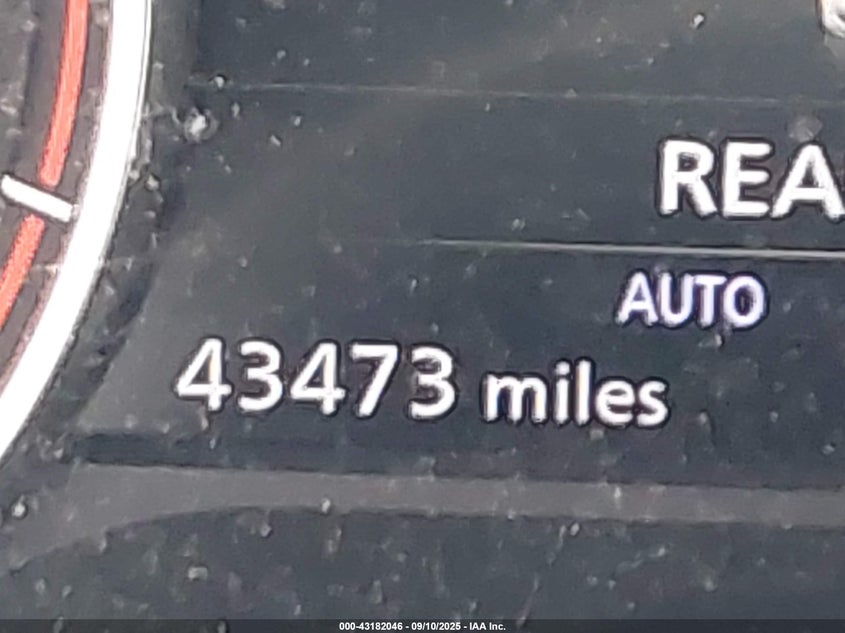 REA
AUTO
43473 miles
000-43182046 - 09/10/2025 - IAA Inc.